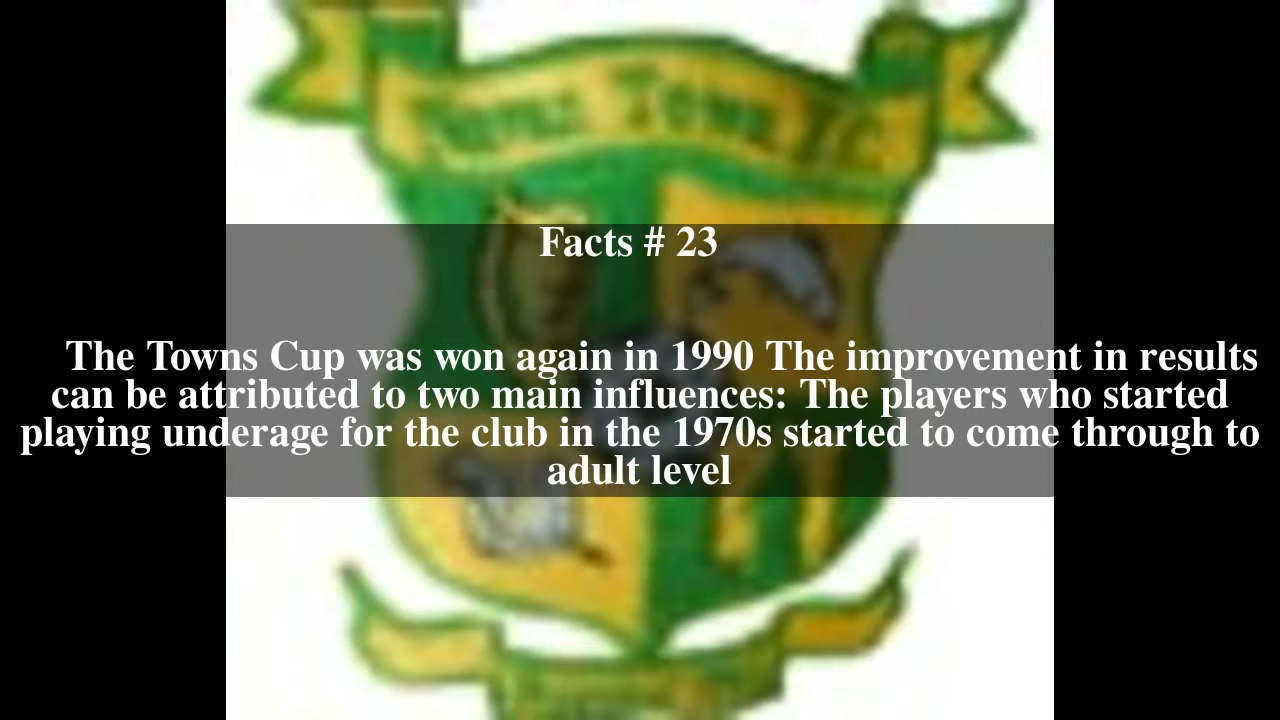 Facts # 23
The Towns Cup was won again in 1990 The improvement in results
can be attributed to two main influences: The players who started
playing underage for the club in the 1970s started to come through to
adult level